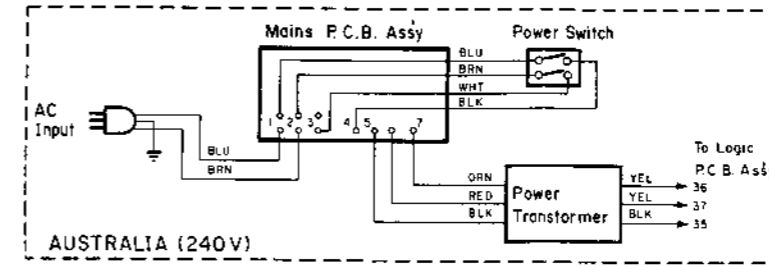 Mains P.C.B. Assy
Power Switch
BLU
BRN
WHT
BLK
AC
Input
1 2 3 4 5 7
BLU
BRN
ORN
RED
BLK
Power
Transformer
YEL
YEL
BLK
To Logic
P.C.B. Ass
36
37
35
AUSTRALIA (240V)